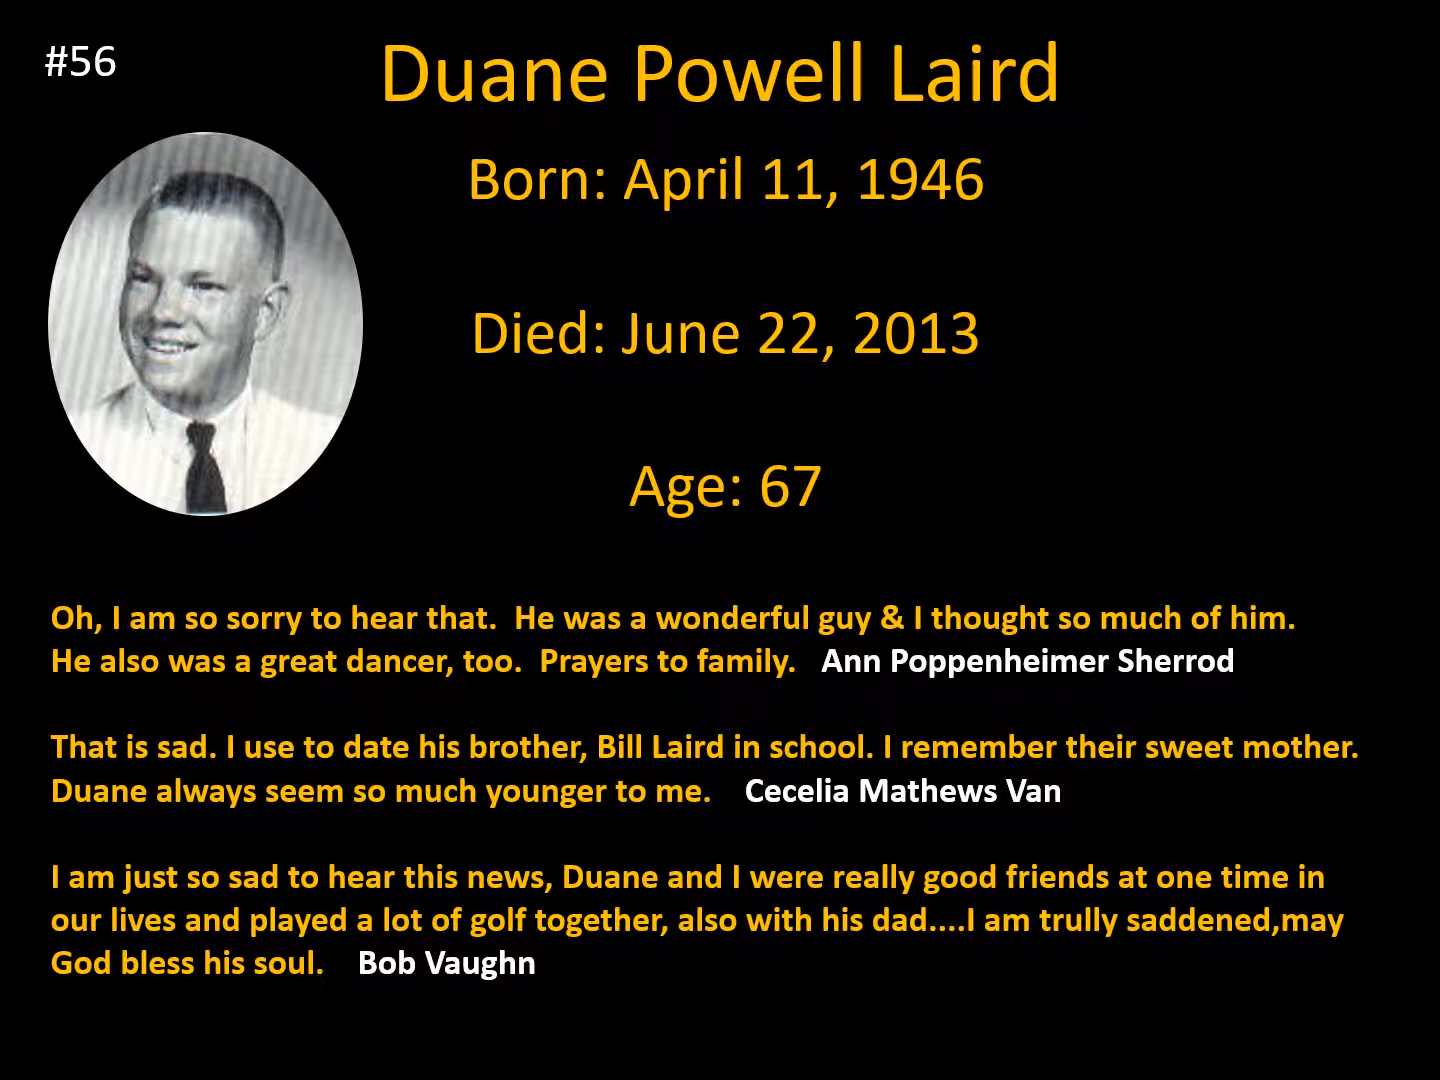 #56
Duane Powell Laird
Born: April 11, 1946
Died: June 22, 2013
Age: 67
Oh, I am so sorry to hear that.  He was a wonderful guy & I thought so much of him.
He also was a great dancer, too.  Prayers to family.   Ann Poppenheimer Sherrod
That is sad. I use to date his brother, Bill Laird in school. I remember their sweet mother.
Duane always seem so much younger to me.    Cecelia Mathews Van
I am just so sad to hear this news, Duane and I were really good friends at one time in
our lives and played a lot of golf together, also with his dad....I am trully saddened,may
God bless his soul.    Bob Vaughn